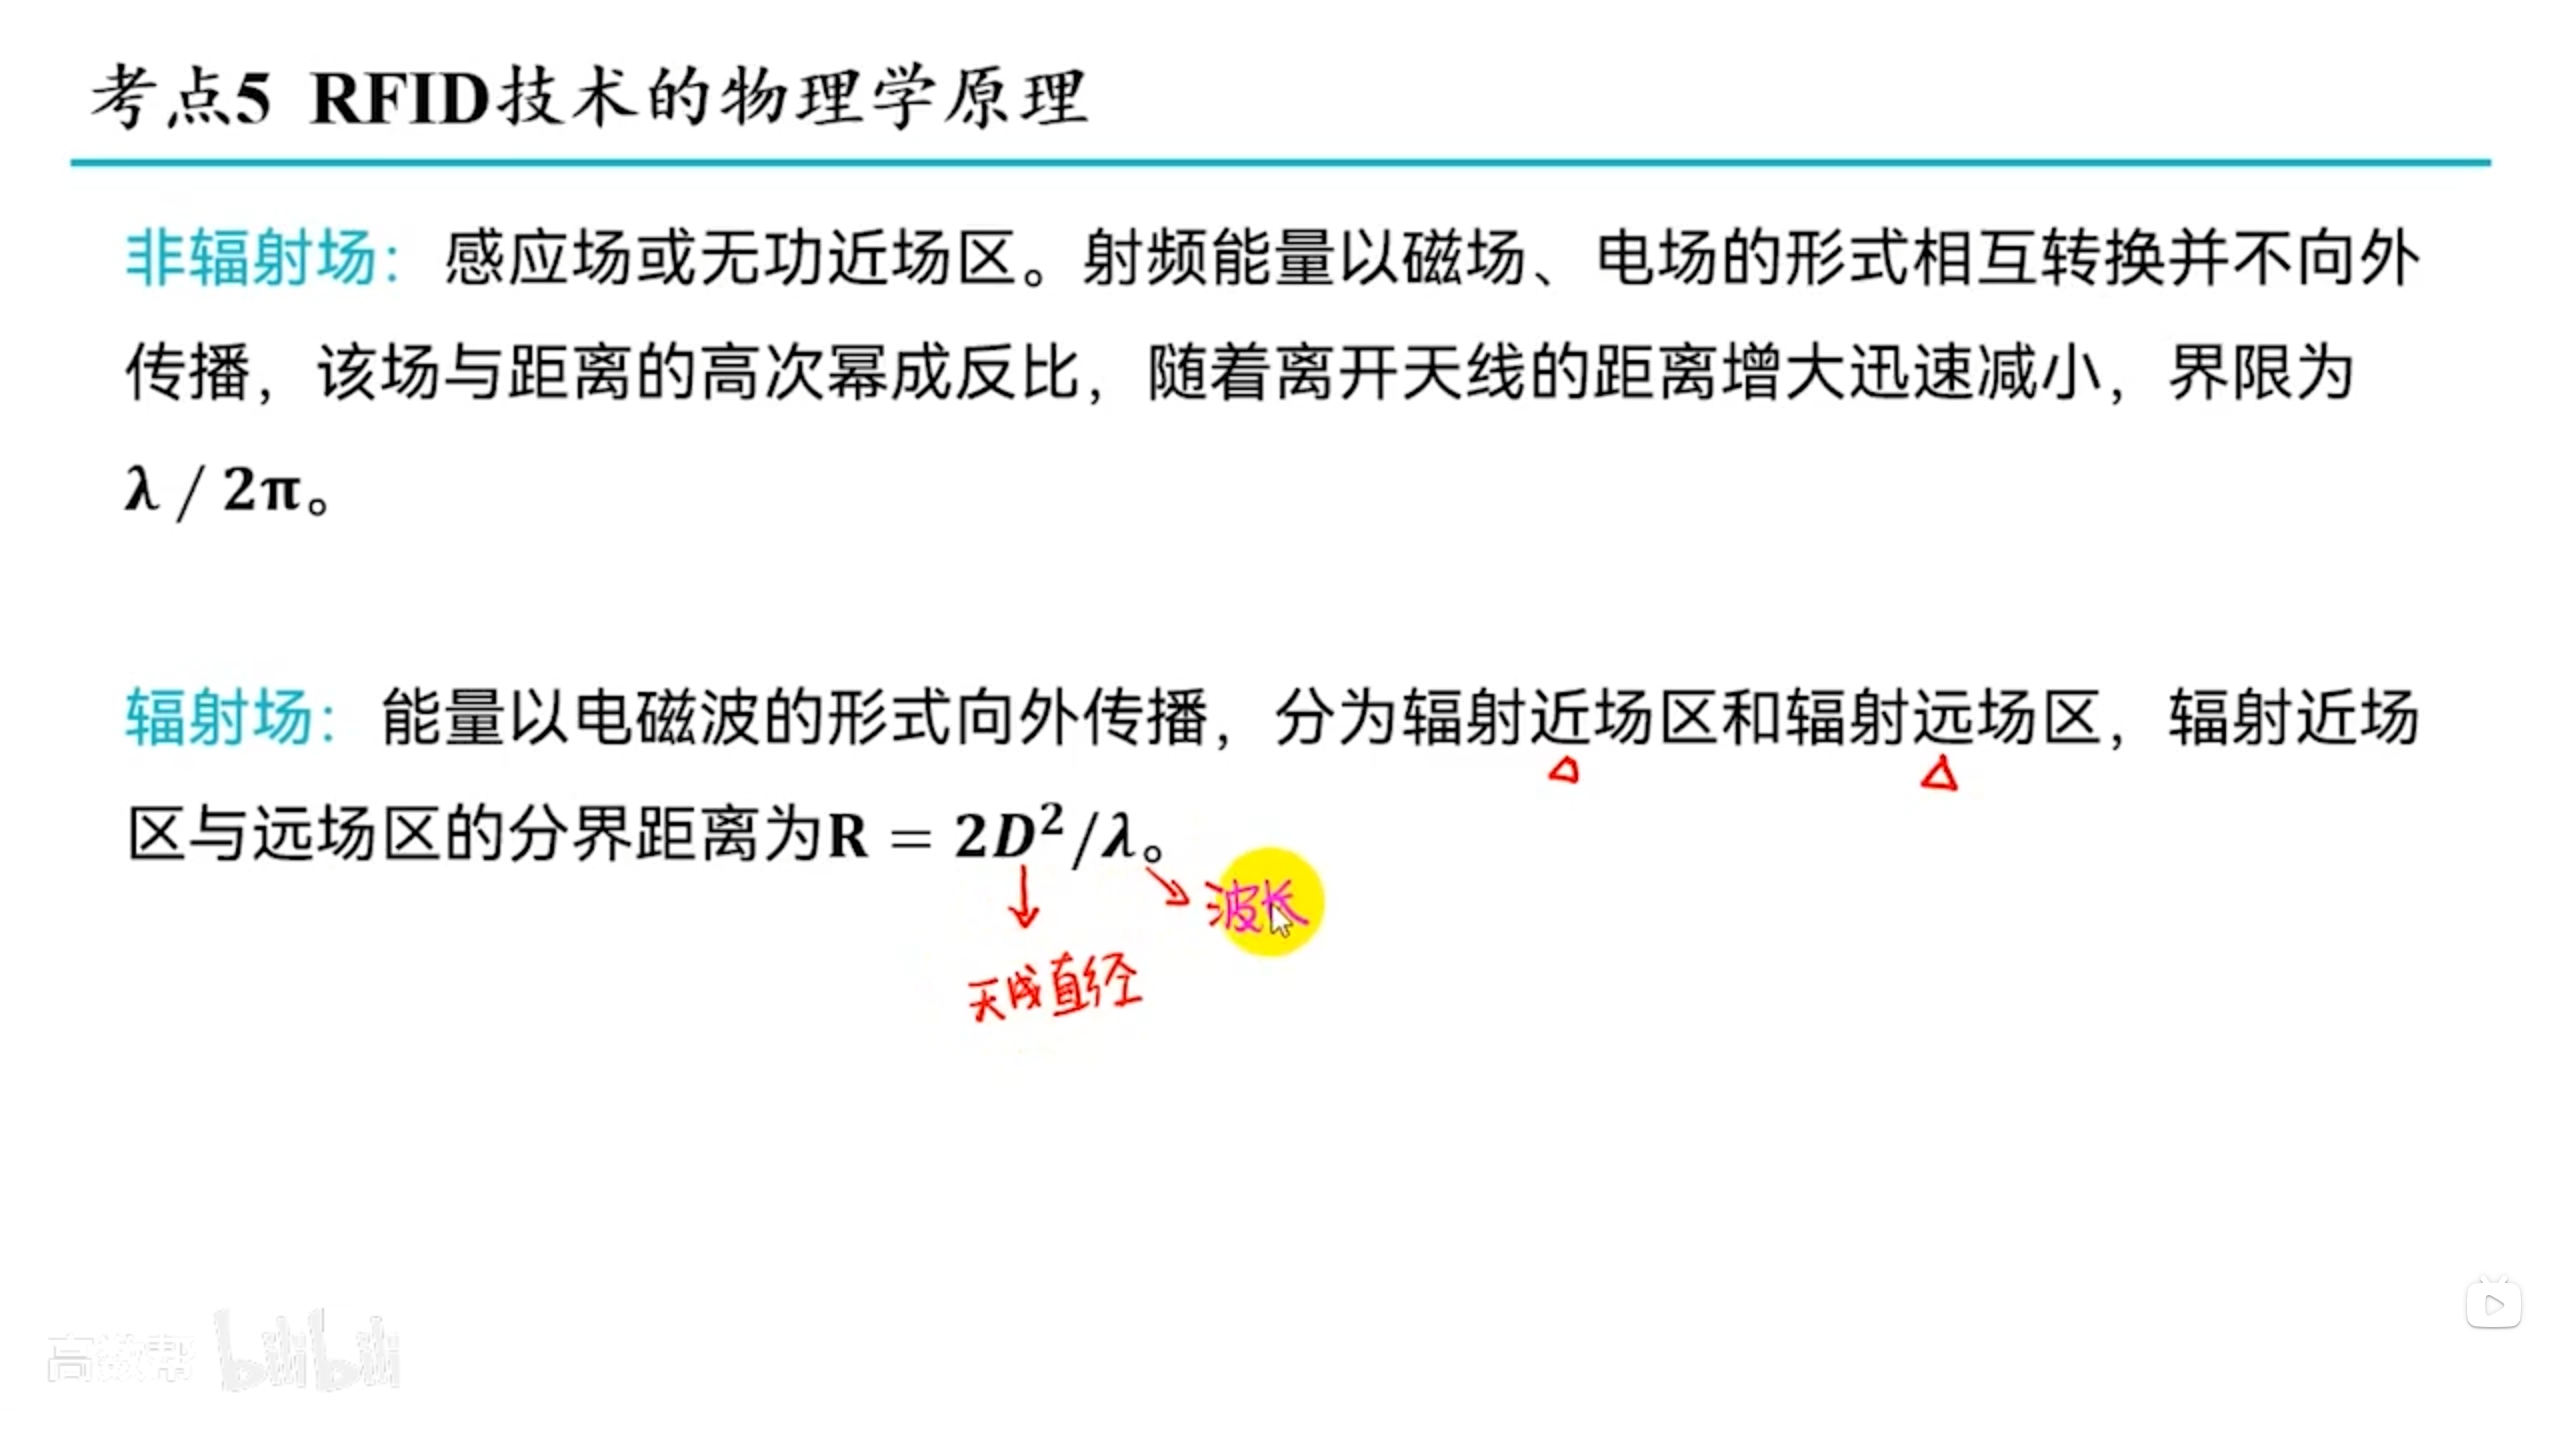 考点5 RFID技术的物理学原理
非辐射场：感应场或无功近场区。射频能量以磁场、电场的形式相互转换并不向外
传播，该场与距离的高次幂成反比，随着离开天线的距离增大迅速减小，界限为
λ / 2π。
辐射场：能量以电磁波的形式向外传播，分为辐射近场区和辐射远场区，辐射近场
区与远场区的分界距离为R = 2D²/λ。
波长
天线直径
高数帮 bilibili